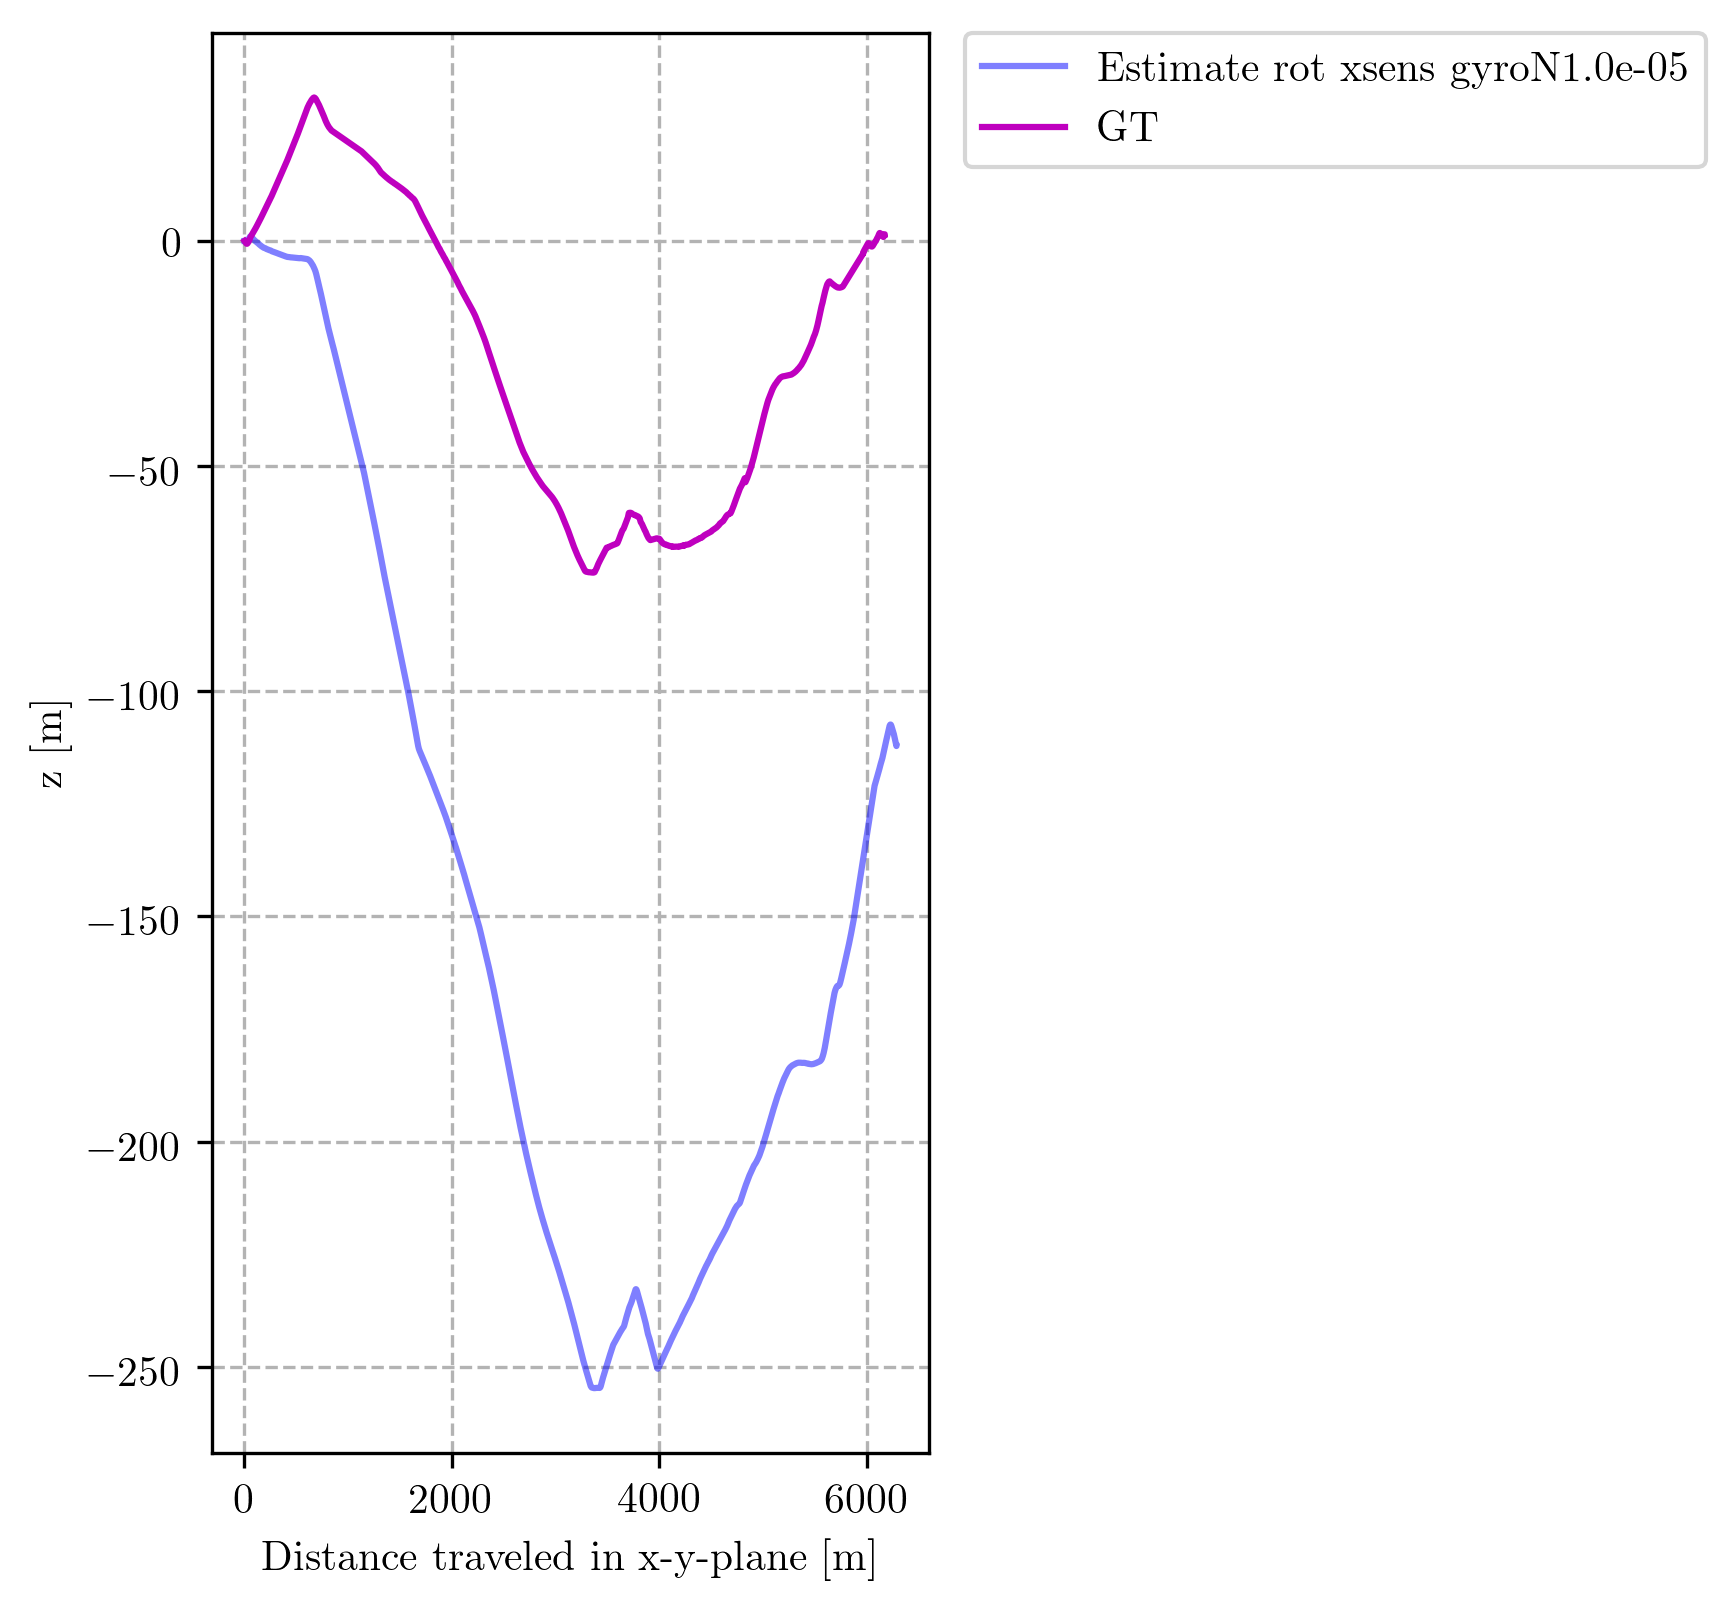 Estimate rot xsens gyroN1.0e-05
GT
0
−50
−100
−150
−200
−250
z [m]
0 2000 4000 6000
Distance traveled in x-y-plane [m]